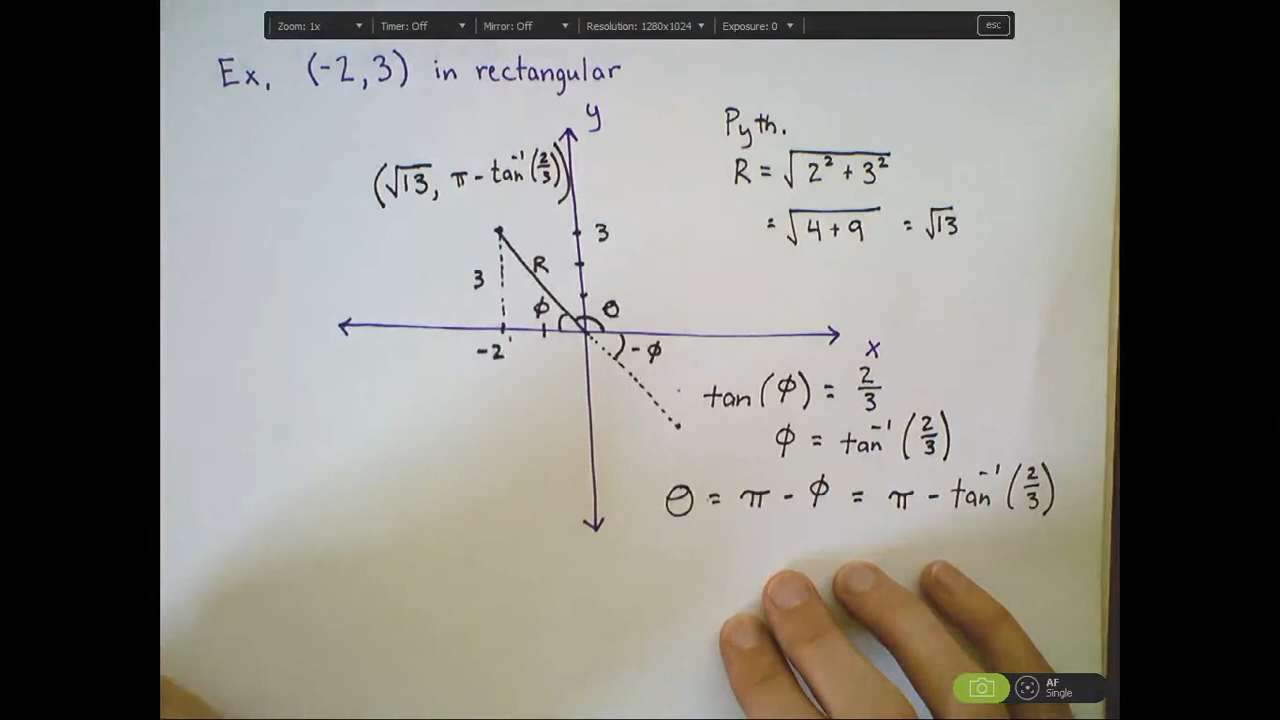 Zoom: 1x Timer: Off Mirror: Off Resolution: 1280x1024 Exposure: 0 esc
Ex. (-2,3) in rectangular
y
Pyth.
R = √(2² + 3²)
= √(4+9) = √13
(√13, π - tan⁻¹(2/3))
3
3
R
ϕ
θ
-2
-ϕ
x
tan(ϕ) = 2/3
ϕ = tan⁻¹(2/3)
θ = π - ϕ = π - tan⁻¹(2/3)
AF
Single